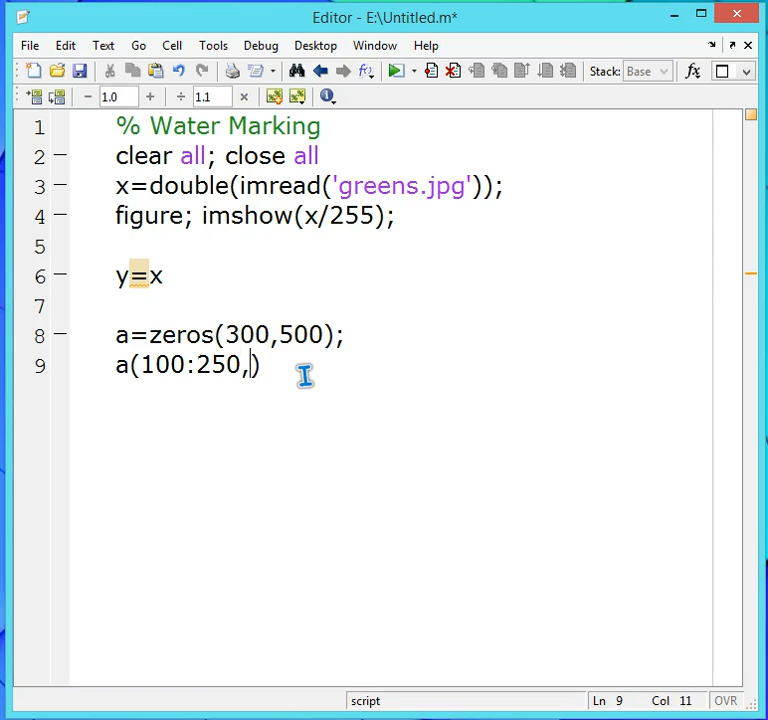 Editor - E:\Untitled.m*
File Edit Text Go Cell Tools Debug Desktop Window Help
Stack: Base fx
− 1.0 + ÷ 1.1 ×
1 % Water Marking
2 clear all; close all
3 x=double(imread('greens.jpg'));
4 figure; imshow(x/255);
5
6 y=x
7
8 a=zeros(300,500);
9 a(100:250,)
script Ln 9 Col 11 OVR